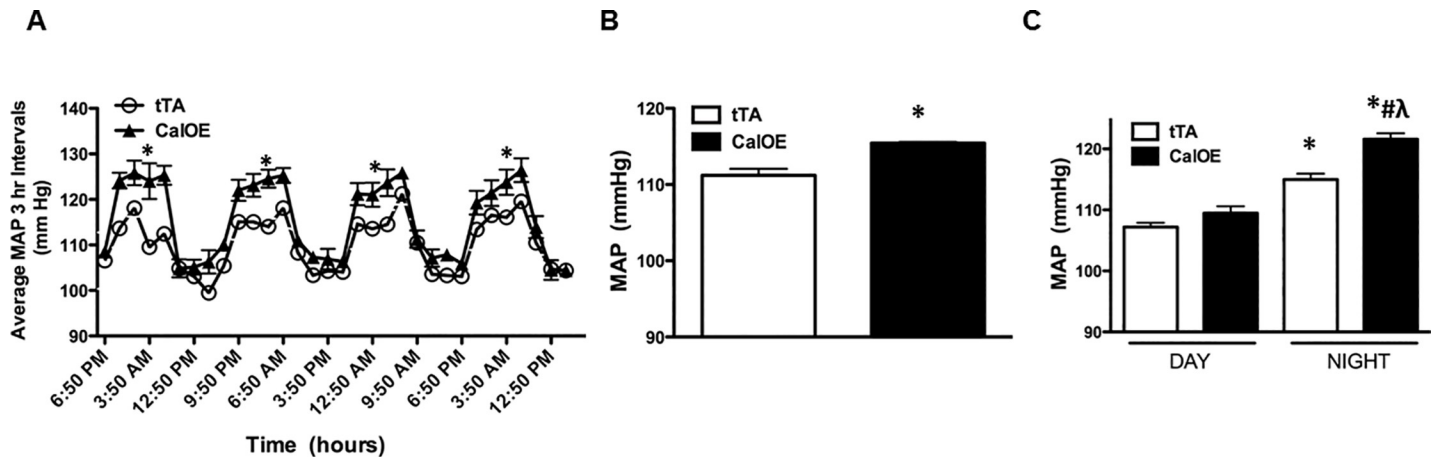 A
Average MAP 3 hr Intervals
(mm Hg)
140
130
120
110
100
90
tTA
CalOE
*
*
*
*
6:50 PM
3:50 AM
12:50 PM
9:50 PM
6:50 AM
3:50 PM
12:50 AM
9:50 AM
6:50 PM
3:50 AM
12:50 PM
Time (hours)
B
MAP (mmHg)
120
110
100
90
tTA
CalOE
*
C
MAP (mmHg)
120
110
100
90
tTA
CalOE
*
*#λ
DAY
NIGHT